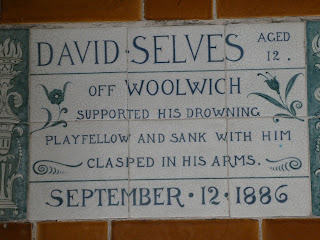 DAVID · SELVES AGED 12.
OFF WOOLWICH
SUPPORTED HIS DROWNING
PLAYFELLOW AND SANK WITH HIM
CLASPED IN HIS ARMS.
SEPTEMBER · 12 · 1886